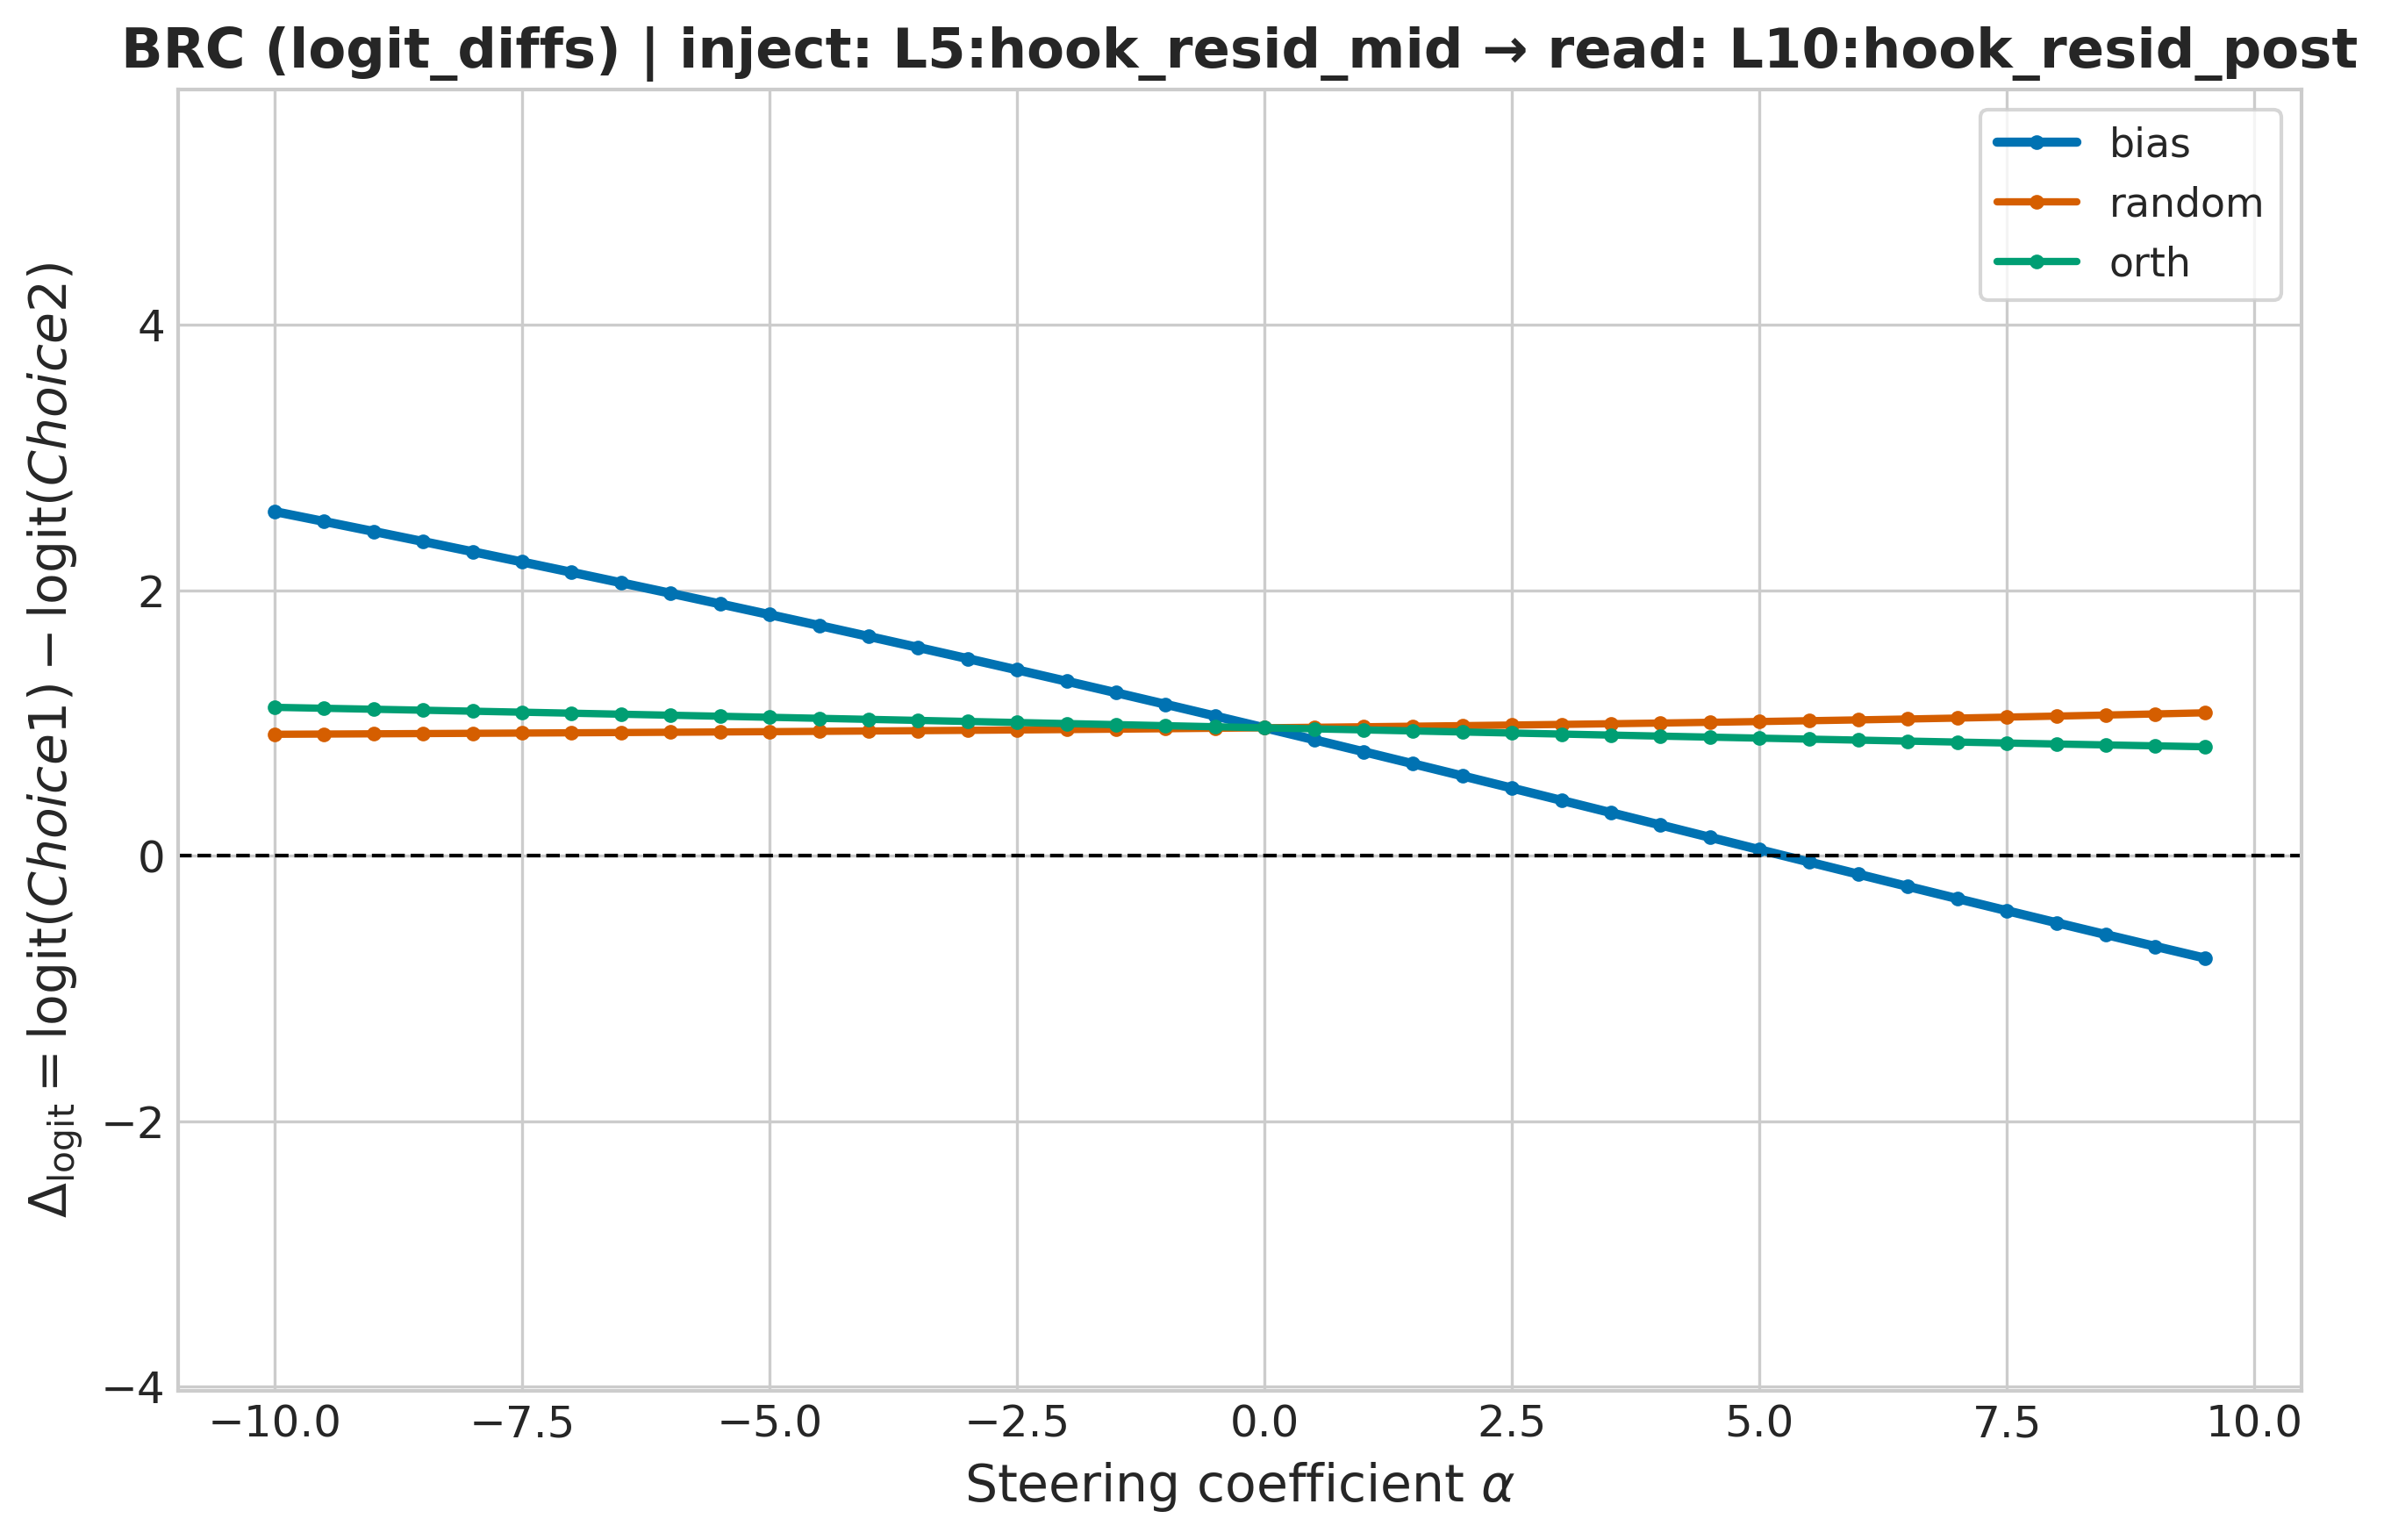 BRC (logit_diffs) | inject: L5:hook_resid_mid → read: L10:hook_resid_post
bias
random
orth
Δlogit = logit(Choice1) − logit(Choice2)
4
2
0
−2
−4
−10.0 −7.5 −5.0 −2.5 0.0 2.5 5.0 7.5 10.0
Steering coefficient α